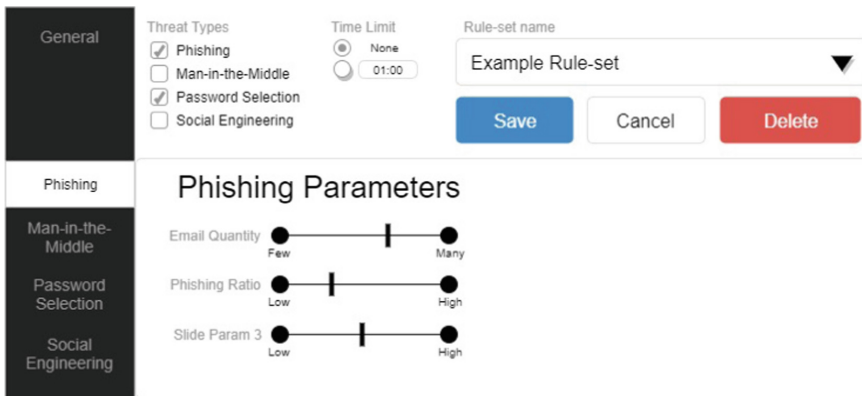 General
Threat Types
Phishing
Man-in-the-Middle
Password Selection
Social Engineering
Time Limit
None
01:00
Rule-set name
Example Rule-set
Save
Cancel
Delete
Phishing
Man-in-the-
Middle
Password
Selection
Social
Engineering
Phishing Parameters
Email Quantity
Few
Many
Phishing Ratio
Low
High
Slide Param 3
Low
High